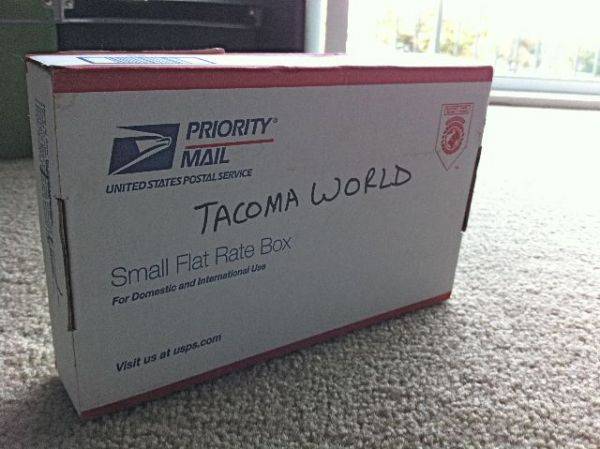 PRIORITY®
MAIL
UNITED STATES POSTAL SERVICE
TACOMA WORLD
Small Flat Rate Box
For Domestic and International Use
Visit us at usps.com